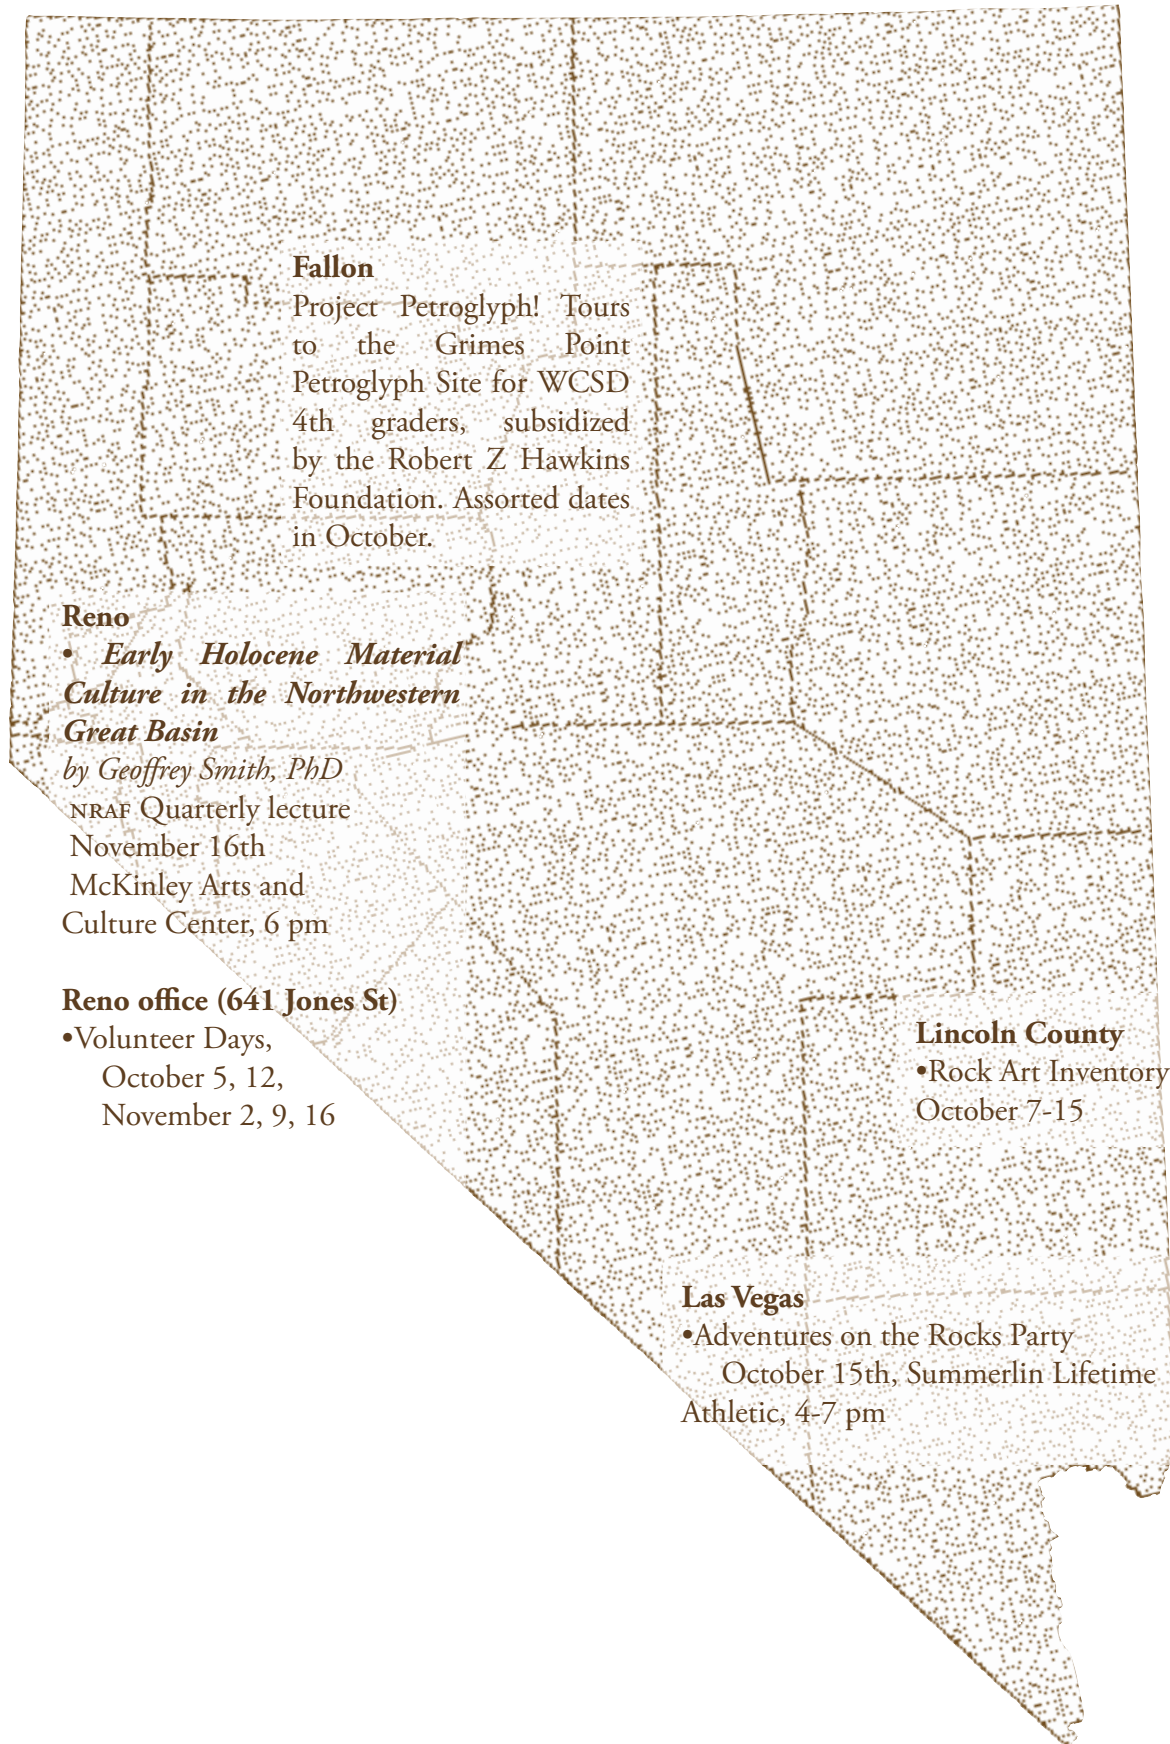 Fallon
Project Petroglyph! Tours
to the Grimes Point
Petroglyph Site for WCSD
4th graders, subsidized
by the Robert Z Hawkins
Foundation. Assorted dates
in October.
Reno
• Early Holocene Material
Culture in the Northwestern
Great Basin
by Geoffrey Smith, PhD
NRAF Quarterly lecture
November 16th
McKinley Arts and
Culture Center, 6 pm
Reno office (641 Jones St)
•Volunteer Days,
October 5, 12,
November 2, 9, 16
Lincoln County
•Rock Art Inventory
October 7-15
Las Vegas
•Adventures on the Rocks Party
October 15th, Summerlin Lifetime
Athletic, 4-7 pm